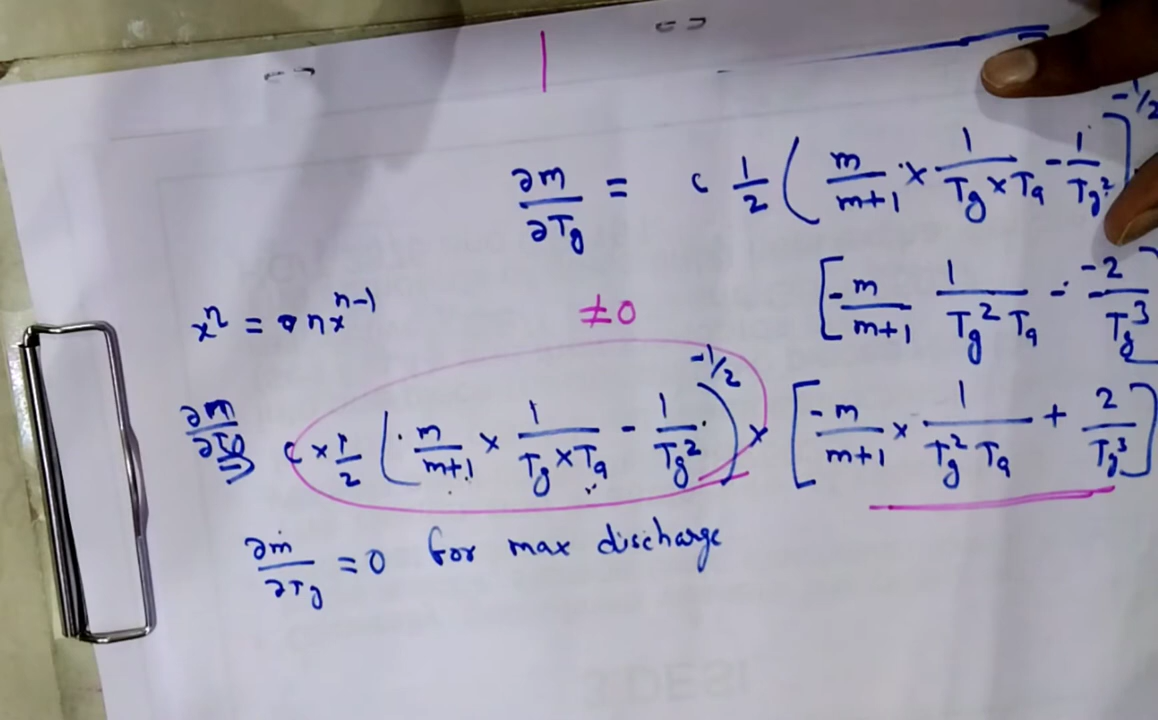 ∂m/∂Tg = c 1/2 ( m/m+1 × 1/Tg×Ta - 1/Tg² ]^-1/2
[ -m/m+1 1/Tg² Ta - -2/Tg³ ]
≠0
xⁿ = nx^n-1
∂m/∂Tg = c × 1/2 ( m/m+1 × 1/Tg×Ta - 1/Tg² )^-1/2 × [ -m/m+1 × 1/Tg² Ta + 2/Tg³ ]
∂ṁ/∂Tg = 0 for max discharge